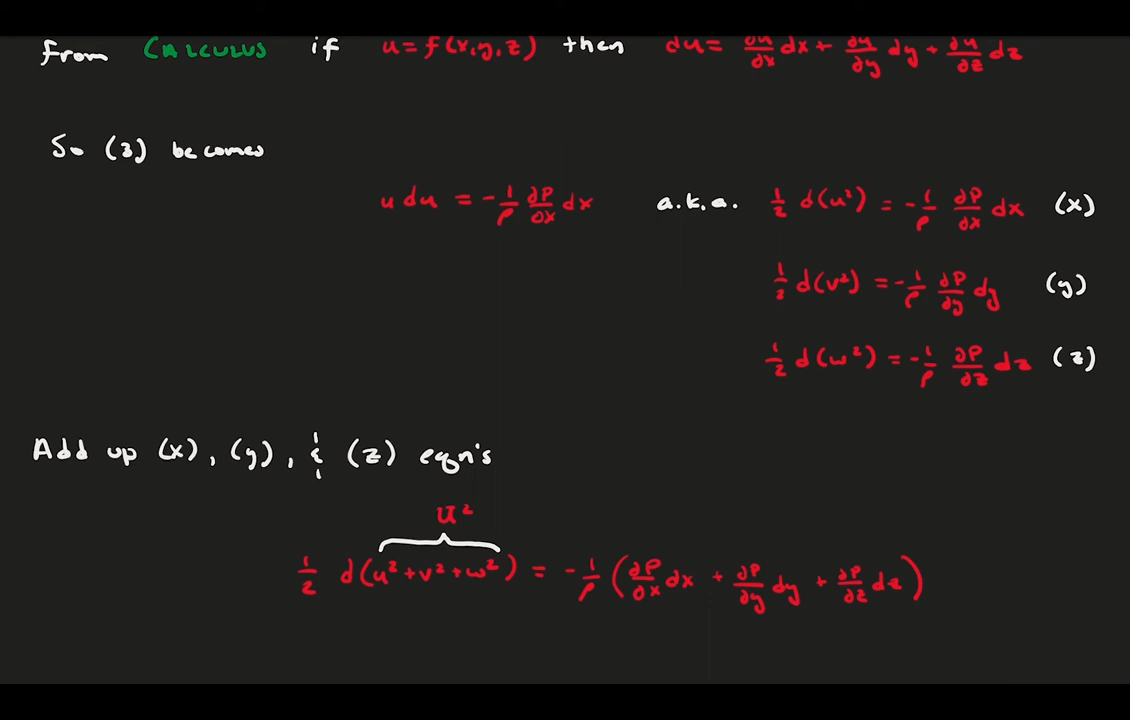 from CALCULUS if u = f(x,y,z) then du = ∂u/∂x dx + ∂u/∂y dy + ∂u/∂z dz
So (3) becomes
u du = -1/ρ ∂P/∂x dx a.k.a. 1/2 d(u²) = -1/ρ ∂P/∂x dx (x)
1/2 d(v²) = -1/ρ ∂P/∂y dy (y)
1/2 d(w²) = -1/ρ ∂P/∂z dz (z)
Add up (x), (y), & (z) eqn's
U²
1/2 d(u² + v² + w²) = -1/ρ (∂P/∂x dx + ∂P/∂y dy + ∂P/∂z dz)